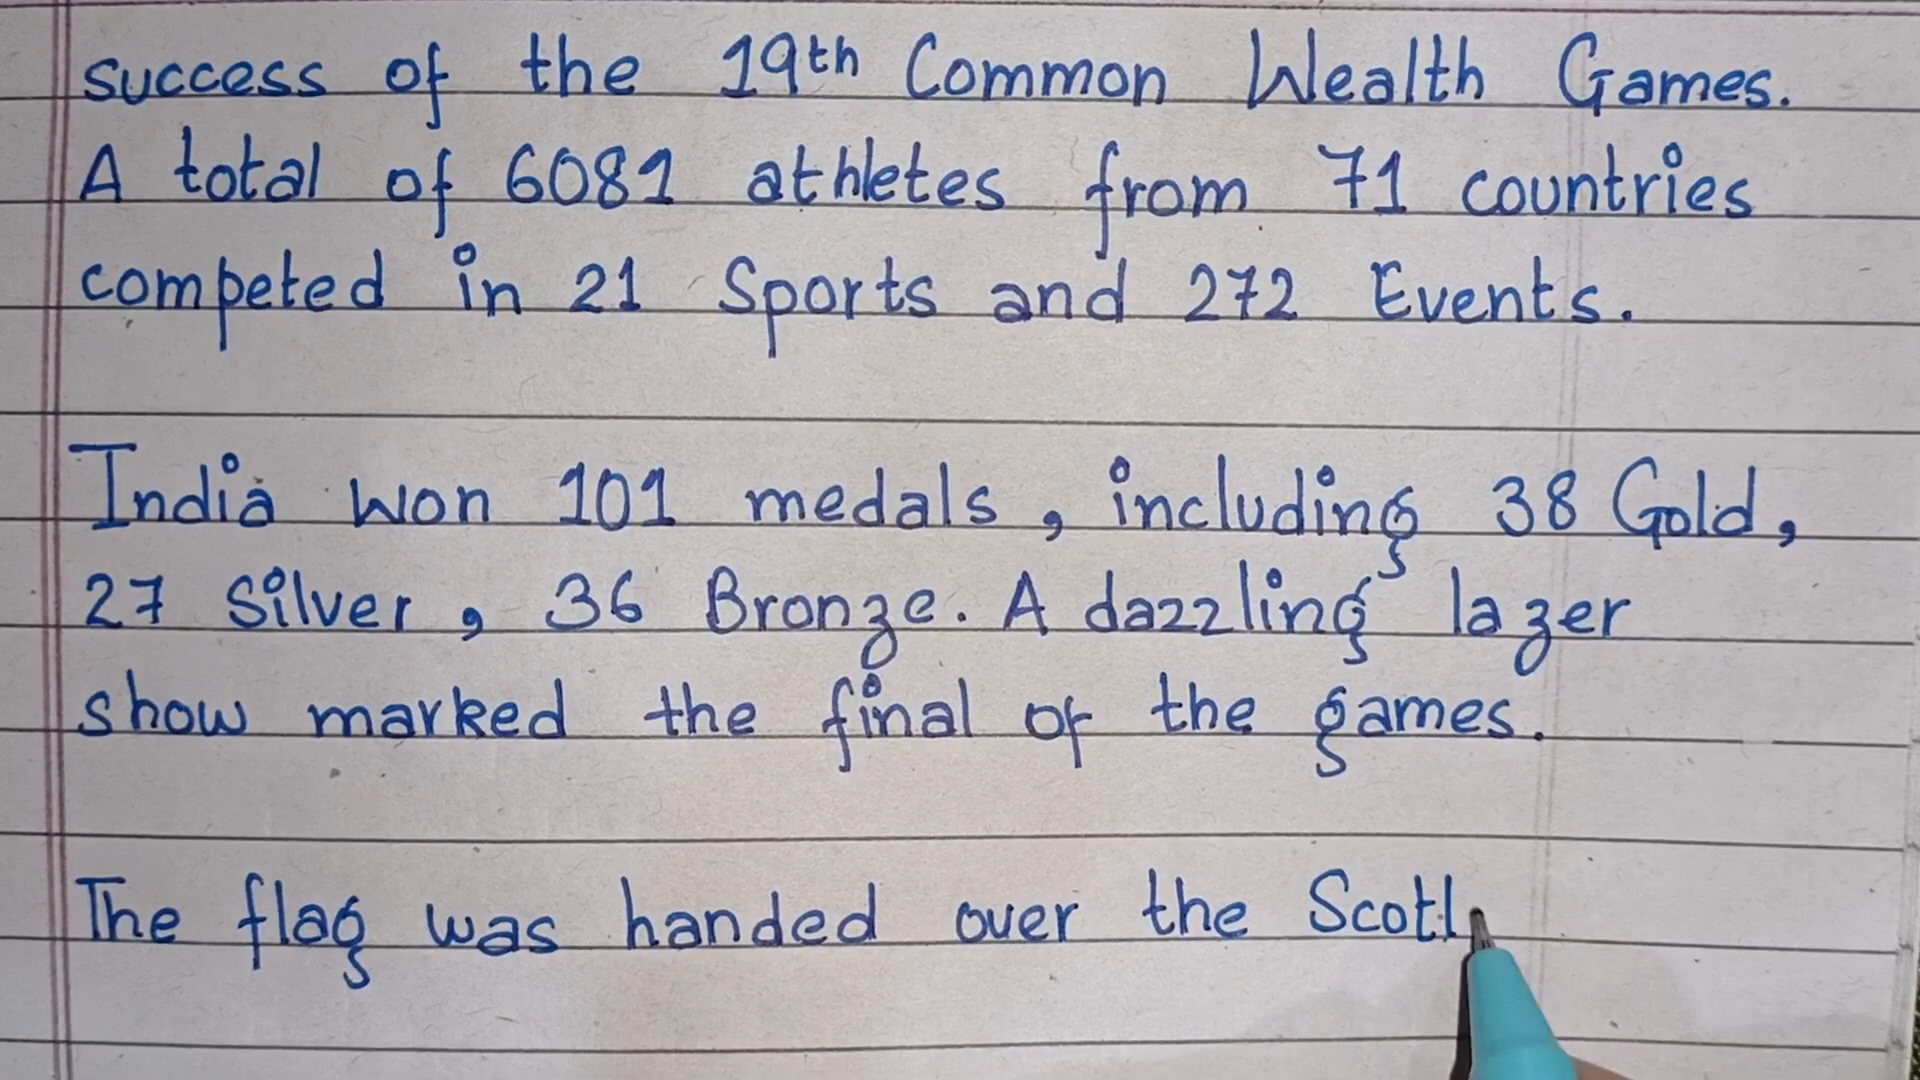 success of the 19th Common Wealth Games.
A total of 6081 athletes from 71 countries
competed in 21 Sports and 272 Events.
India won 101 medals, including 38 Gold,
27 Silver, 36 Bronze. A dazzling lazer
show marked the final of the games.
The flag was handed over the Scotl